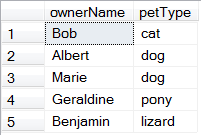 ownerName petType
1 Bob cat
2 Albert dog
3 Marie dog
4 Geraldine pony
5 Benjamin lizard